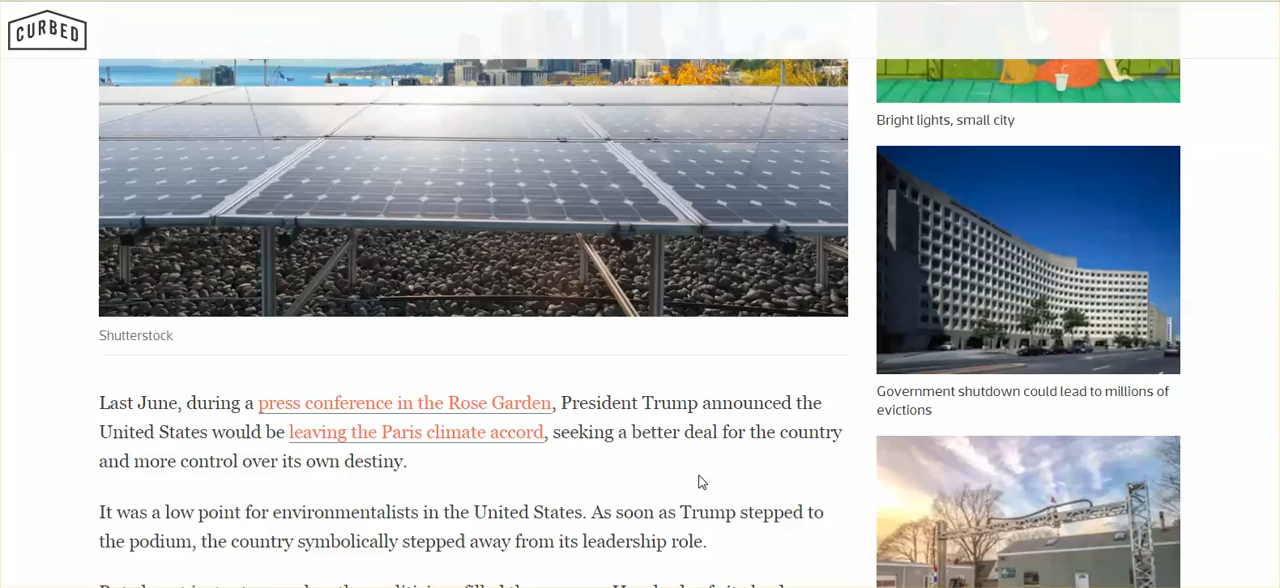 CURBED
Bright lights, small city
Government shutdown could lead to millions of
evictions
Shutterstock
Last June, during a press conference in the Rose Garden, President Trump announced the
United States would be leaving the Paris climate accord, seeking a better deal for the country
and more control over its own destiny.
It was a low point for environmentalists in the United States. As soon as Trump stepped to
the podium, the country symbolically stepped away from its leadership role.